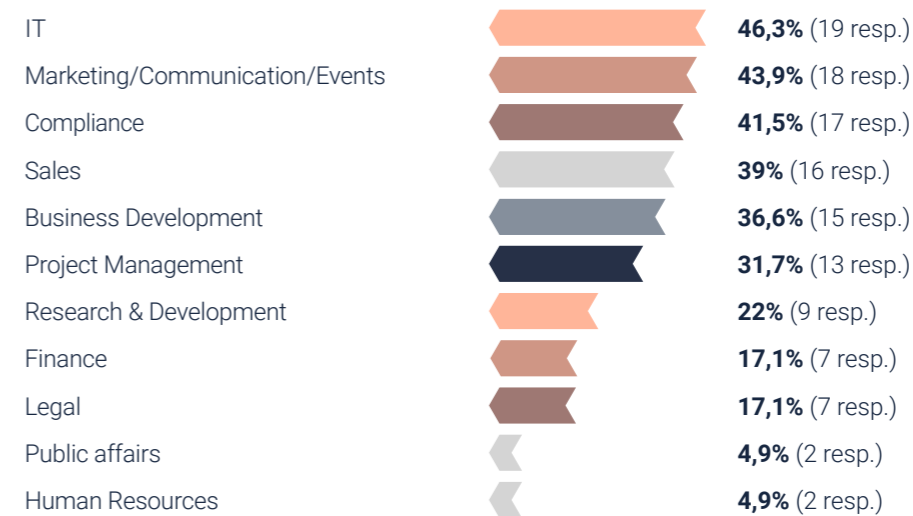 IT 46,3% (19 resp.)
Marketing/Communication/Events 43,9% (18 resp.)
Compliance 41,5% (17 resp.)
Sales 39% (16 resp.)
Business Development 36,6% (15 resp.)
Project Management 31,7% (13 resp.)
Research & Development 22% (9 resp.)
Finance 17,1% (7 resp.)
Legal 17,1% (7 resp.)
Public affairs 4,9% (2 resp.)
Human Resources 4,9% (2 resp.)